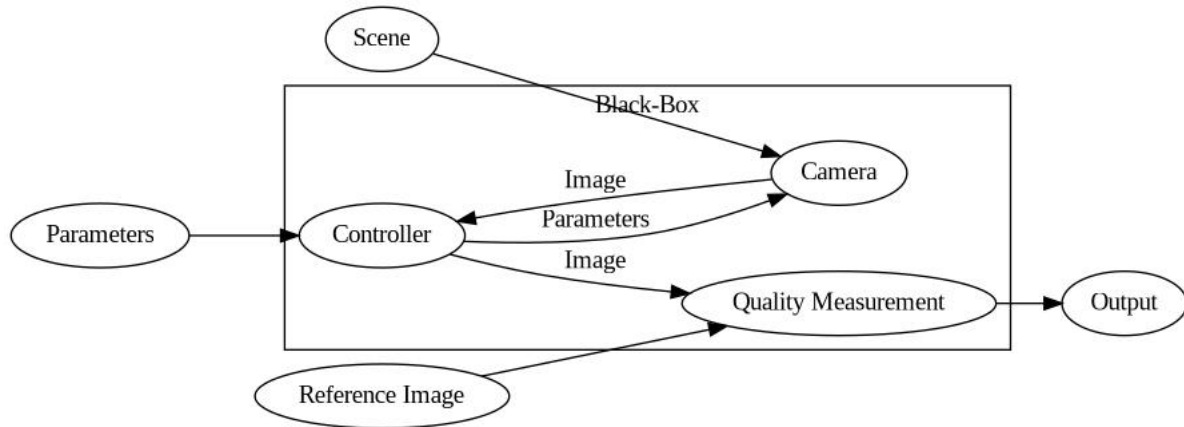 Scene
Black-Box
Camera
Image
Parameters
Parameters
Controller
Image
Quality Measurement
Output
Reference Image